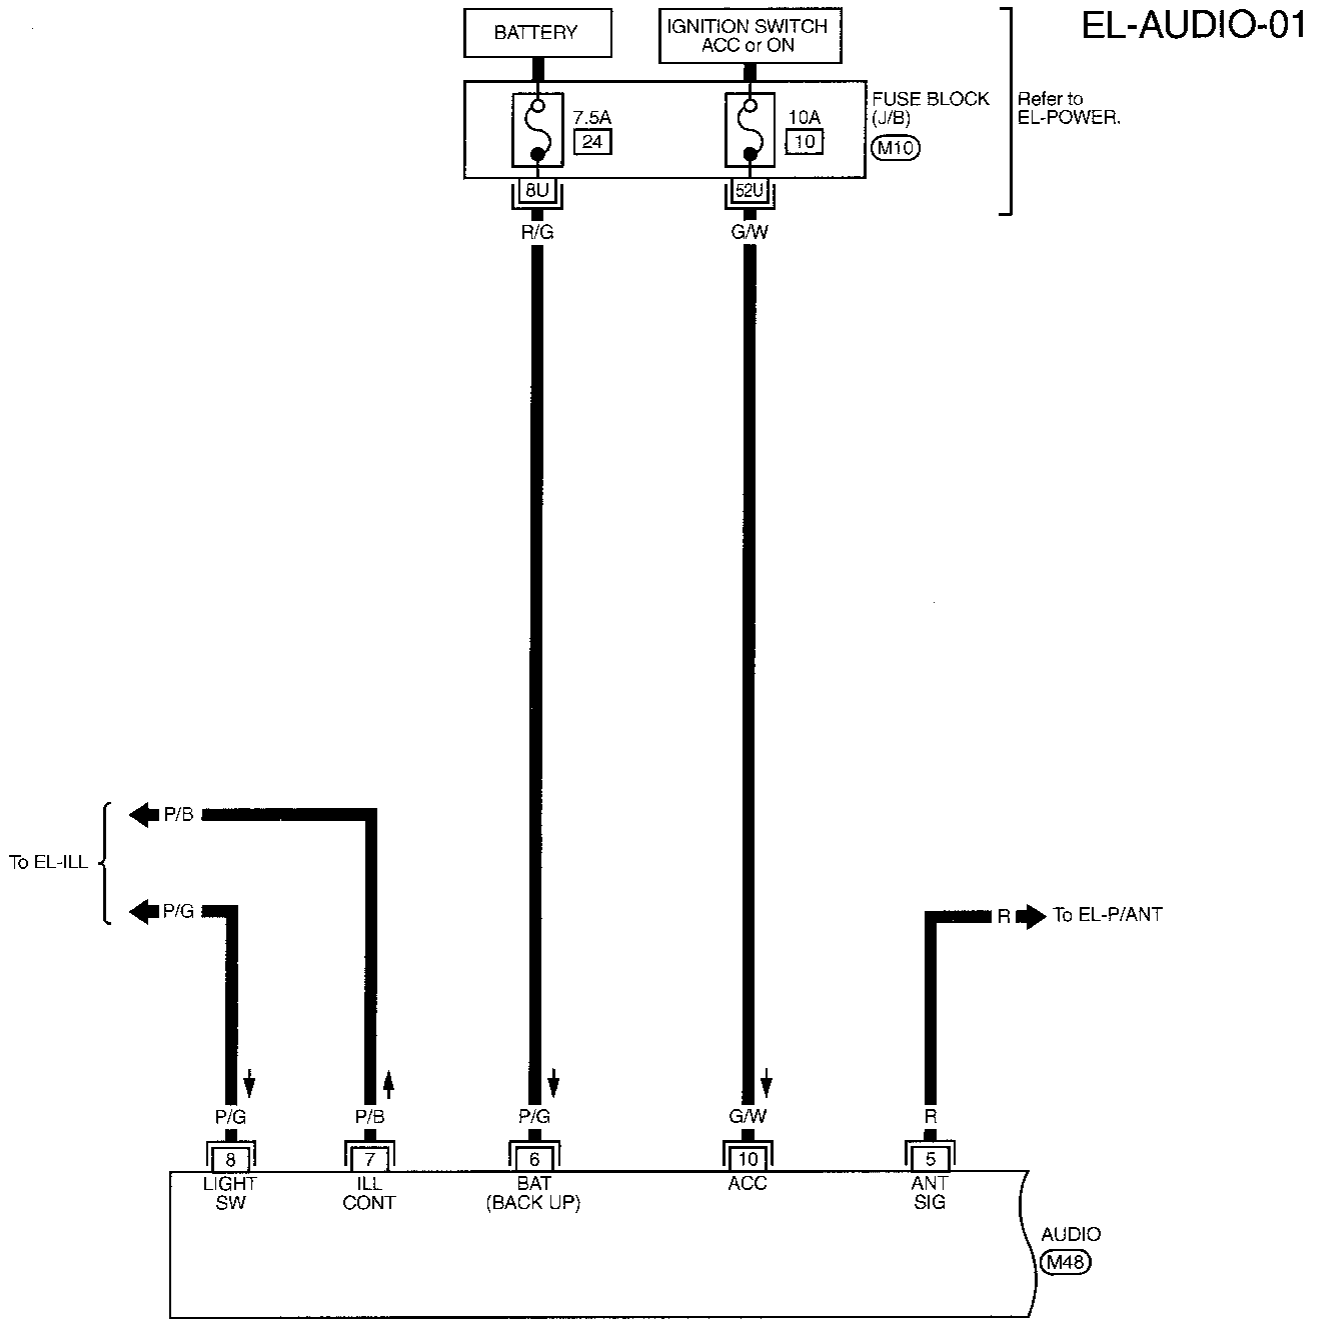 EL-AUDIO-01
BATTERY
IGNITION SWITCH
ACC or ON
7.5A
24
10A
10
FUSE BLOCK
(J/B)
M10
Refer to
EL-POWER.
8U
52U
R/G
G/W
P/B
To EL-ILL
P/G
R
To EL-P/ANT
P/G
P/B
P/G
G/W
R
8
7
6
10
5
LIGHT
SW
ILL
CONT
BAT
(BACK UP)
ACC
ANT
SIG
AUDIO
M48